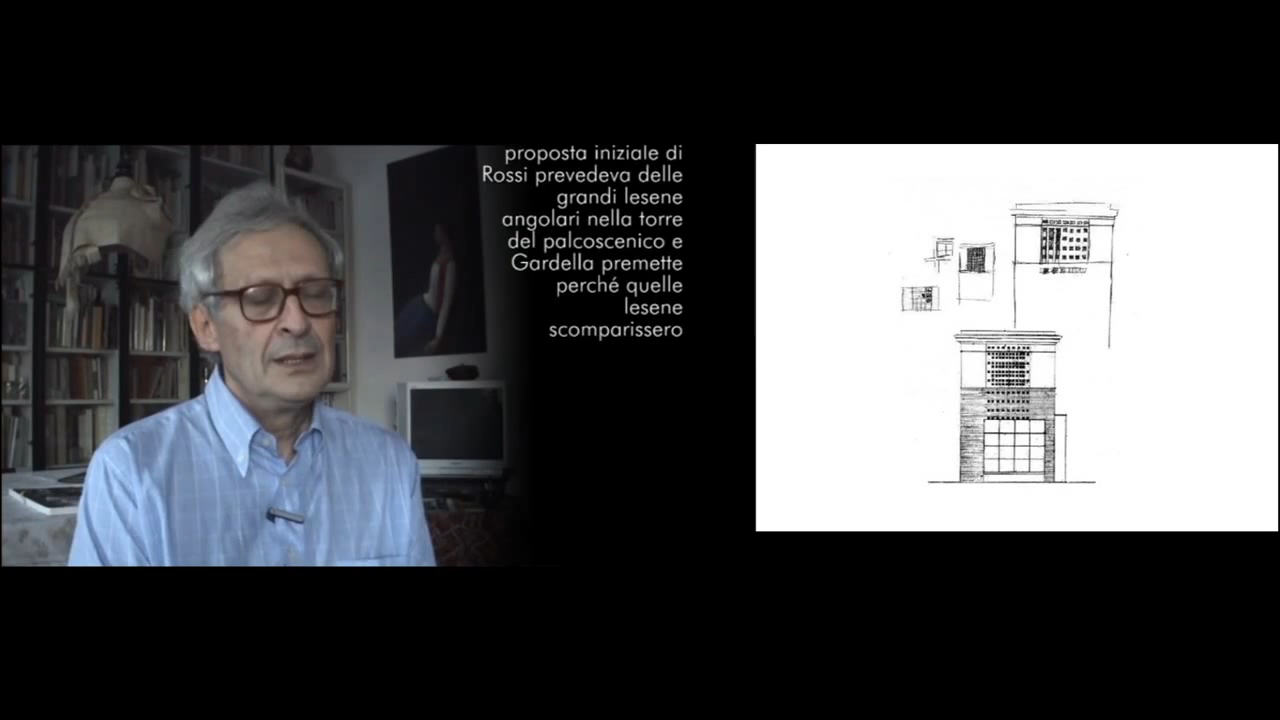 proposta iniziale di
Rossi prevedeva delle
grandi lesene
angolari nella torre
del palcoscenico e
Gardella premette
perché quelle
lesene
scomparissero